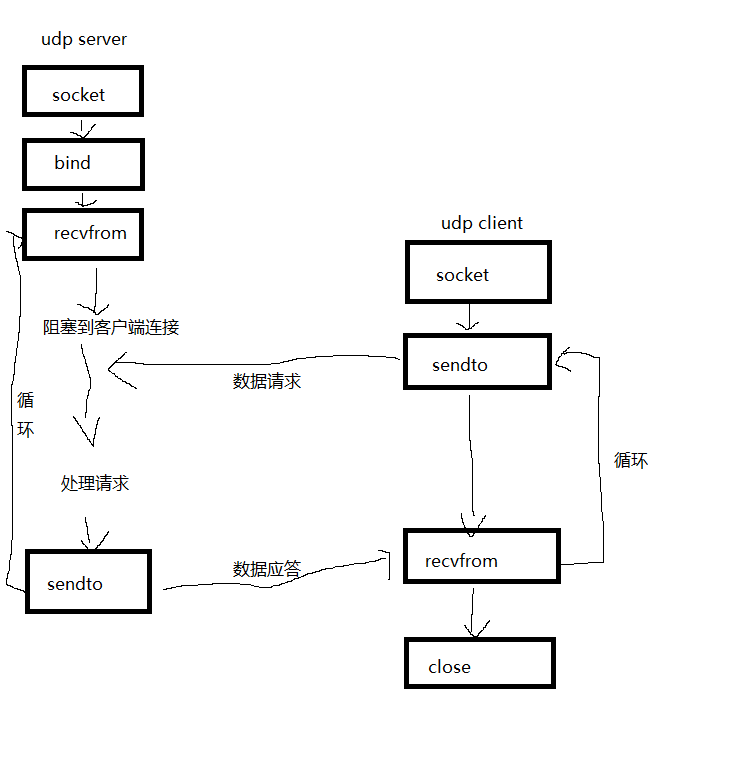 udp server
socket
bind
recvfrom
阻塞到客户端连接
循
环
处理请求
sendto
数据请求
数据应答
udp client
socket
sendto
循环
recvfrom
close